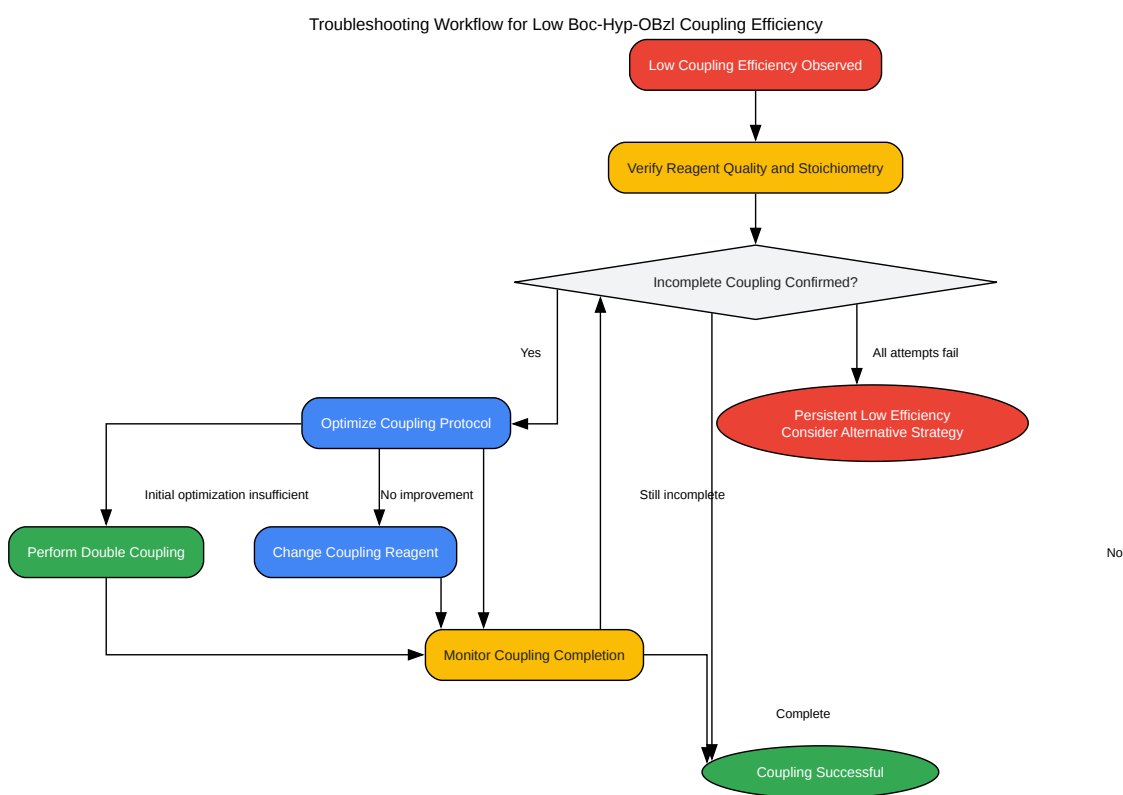 Troubleshooting Workflow for Low Boc-Hyp-OBzl Coupling Efficiency
Low Coupling Efficiency Observed
Verify Reagent Quality and Stoichiometry
Incomplete Coupling Confirmed?
Yes
All attempts fail
Optimize Coupling Protocol
Persistent Low Efficiency
Consider Alternative Strategy
Initial optimization insufficient
No improvement
Still incomplete
Perform Double Coupling
Change Coupling Reagent
No
Monitor Coupling Completion
Complete
Coupling Successful